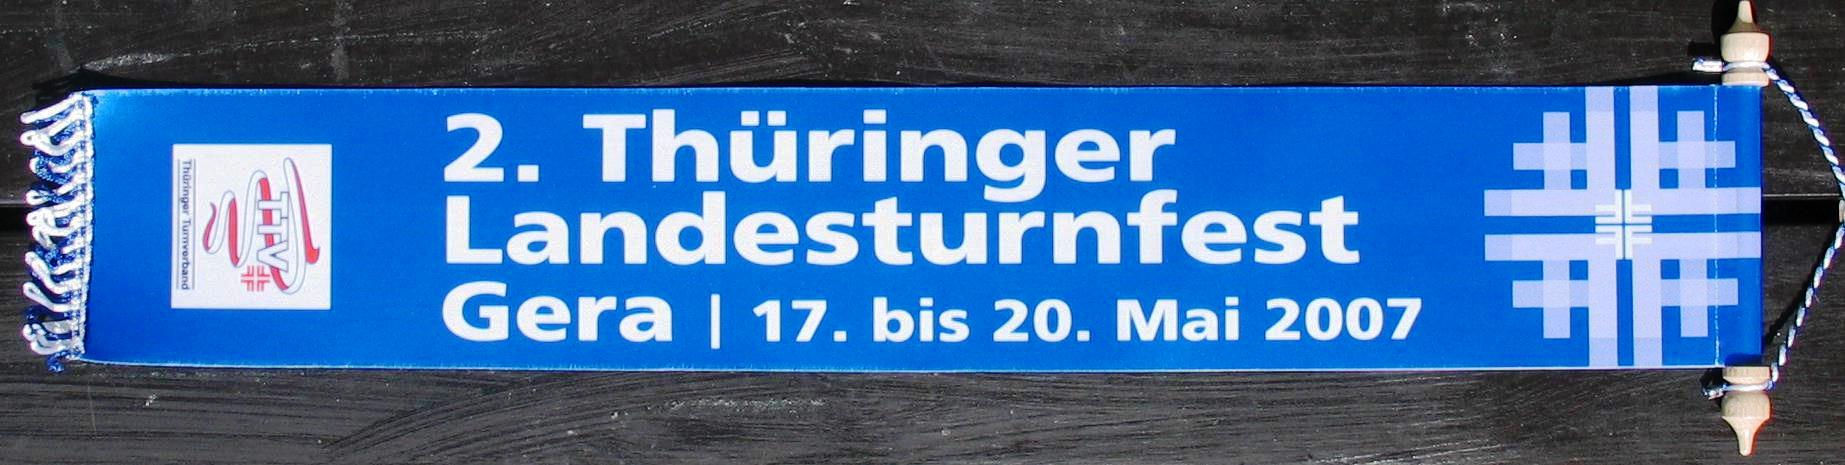 2. Thüringer
Landesturnfest
Gera | 17. bis 20. Mai 2007
TTV
Thüringer Turnverband